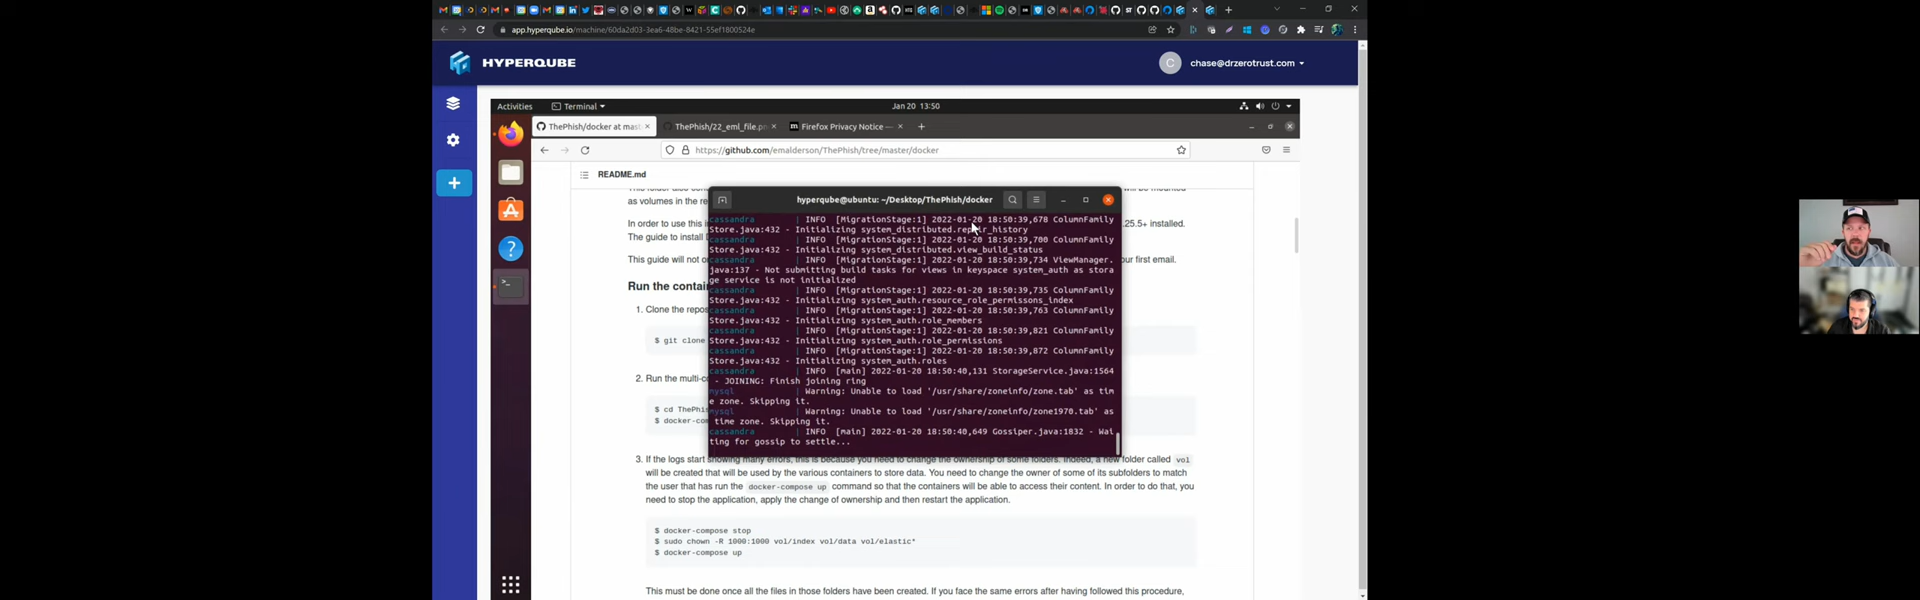 app.hyperqube.io/machine/60da2d03-3ea6-48be-8421-55ef1800524e
HYPERQUBE
C
chase@drzerotrust.com
Activities
Terminal
Jan 20 13:50
ThePhish/docker at mas
ThePhish/22_eml_file.pn
Firefox Privacy Notice —
https://github.com/emalderson/ThePhish/tree/master/docker
README.md
will be mounted
as volumes in the re
In order to use this i
.25.5+ installed.
The guide to install
This guide will not o
our first email.
Run the conta
1. Clone the repos
$ git clone
2. Run the multi-c
$ cd ThePhis
$ docker-com
hyperqube@ubuntu: ~/Desktop/ThePhish/docker
cassandra | INFO [MigrationStage:1] 2022-01-20 18:50:39,678 ColumnFamily
Store.java:432 - Initializing system_distributed.repair_history
cassandra | INFO [MigrationStage:1] 2022-01-20 18:50:39,700 ColumnFamily
Store.java:432 - Initializing system_distributed.view_build_status
cassandra | INFO [MigrationStage:1] 2022-01-20 18:50:39,734 ViewManager.
java:137 - Not submitting build tasks for views in keyspace system_auth as stora
ge service is not initialized
cassandra | INFO [MigrationStage:1] 2022-01-20 18:50:39,735 ColumnFamily
Store.java:432 - Initializing system_auth.resource_role_permissons_index
cassandra | INFO [MigrationStage:1] 2022-01-20 18:50:39,763 ColumnFamily
Store.java:432 - Initializing system_auth.role_members
cassandra | INFO [MigrationStage:1] 2022-01-20 18:50:39,821 ColumnFamily
Store.java:432 - Initializing system_auth.role_permissions
cassandra | INFO [MigrationStage:1] 2022-01-20 18:50:39,872 ColumnFamily
Store.java:432 - Initializing system_auth.roles
cassandra | INFO [main] 2022-01-20 18:50:40,131 StorageService.java:1564
- JOINING: Finish joining ring
mysql | Warning: Unable to load '/usr/share/zoneinfo/zone.tab' as tim
e zone. Skipping it.
mysql | Warning: Unable to load '/usr/share/zoneinfo/zone1970.tab' as
time zone. Skipping it.
cassandra | INFO [main] 2022-01-20 18:50:40,649 Gossiper.java:1832 - Wai
ting for gossip to settle...
3. If the logs start showing many errors, this is because you need to change the ownership of some folders. Indeed, a new folder called vol
will be created that will be used by the various containers to store data. You need to change the owner of some of its subfolders to match
the user that has run the docker-compose up command so that the containers will be able to access their content. In order to do that, you
need to stop the application, apply the change of ownership and then restart the application.
$ docker-compose stop
$ sudo chown -R 1000:1000 vol/index vol/data vol/elastic*
$ docker-compose up
This must be done once all the files in those folders have been created. If you face the same errors after having followed this procedure,